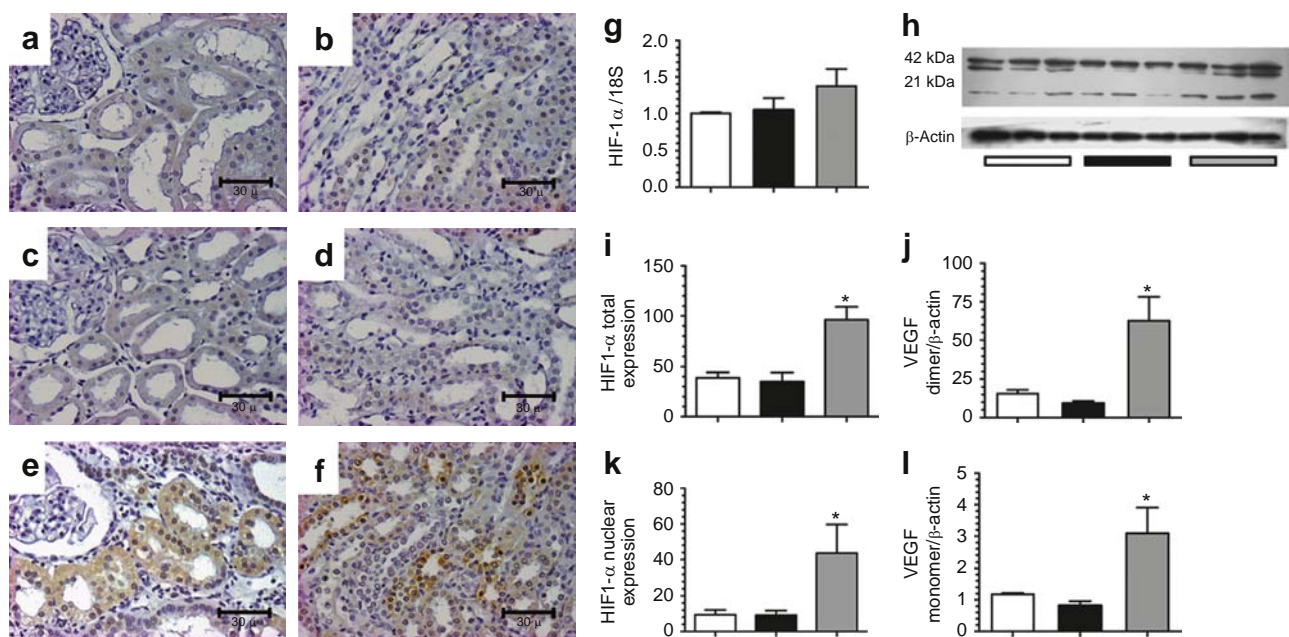 a
30 μ
b
30 μ
c
30 μ
d
30 μ
e
30 μ
f
30 μ
g
HIF-1α /18S
2.0
1.5
1.0
0.5
0.0
h
42 kDa
21 kDa
β-Actin
i
HIF1-α total
expression
150
100
50
0
*
j
VEGF
dimer/β-actin
100
75
50
25
0
*
k
HIF1-α nuclear
expression
80
60
40
20
0
*
l
VEGF
monomer/β-actin
5
4
3
2
1
0
*